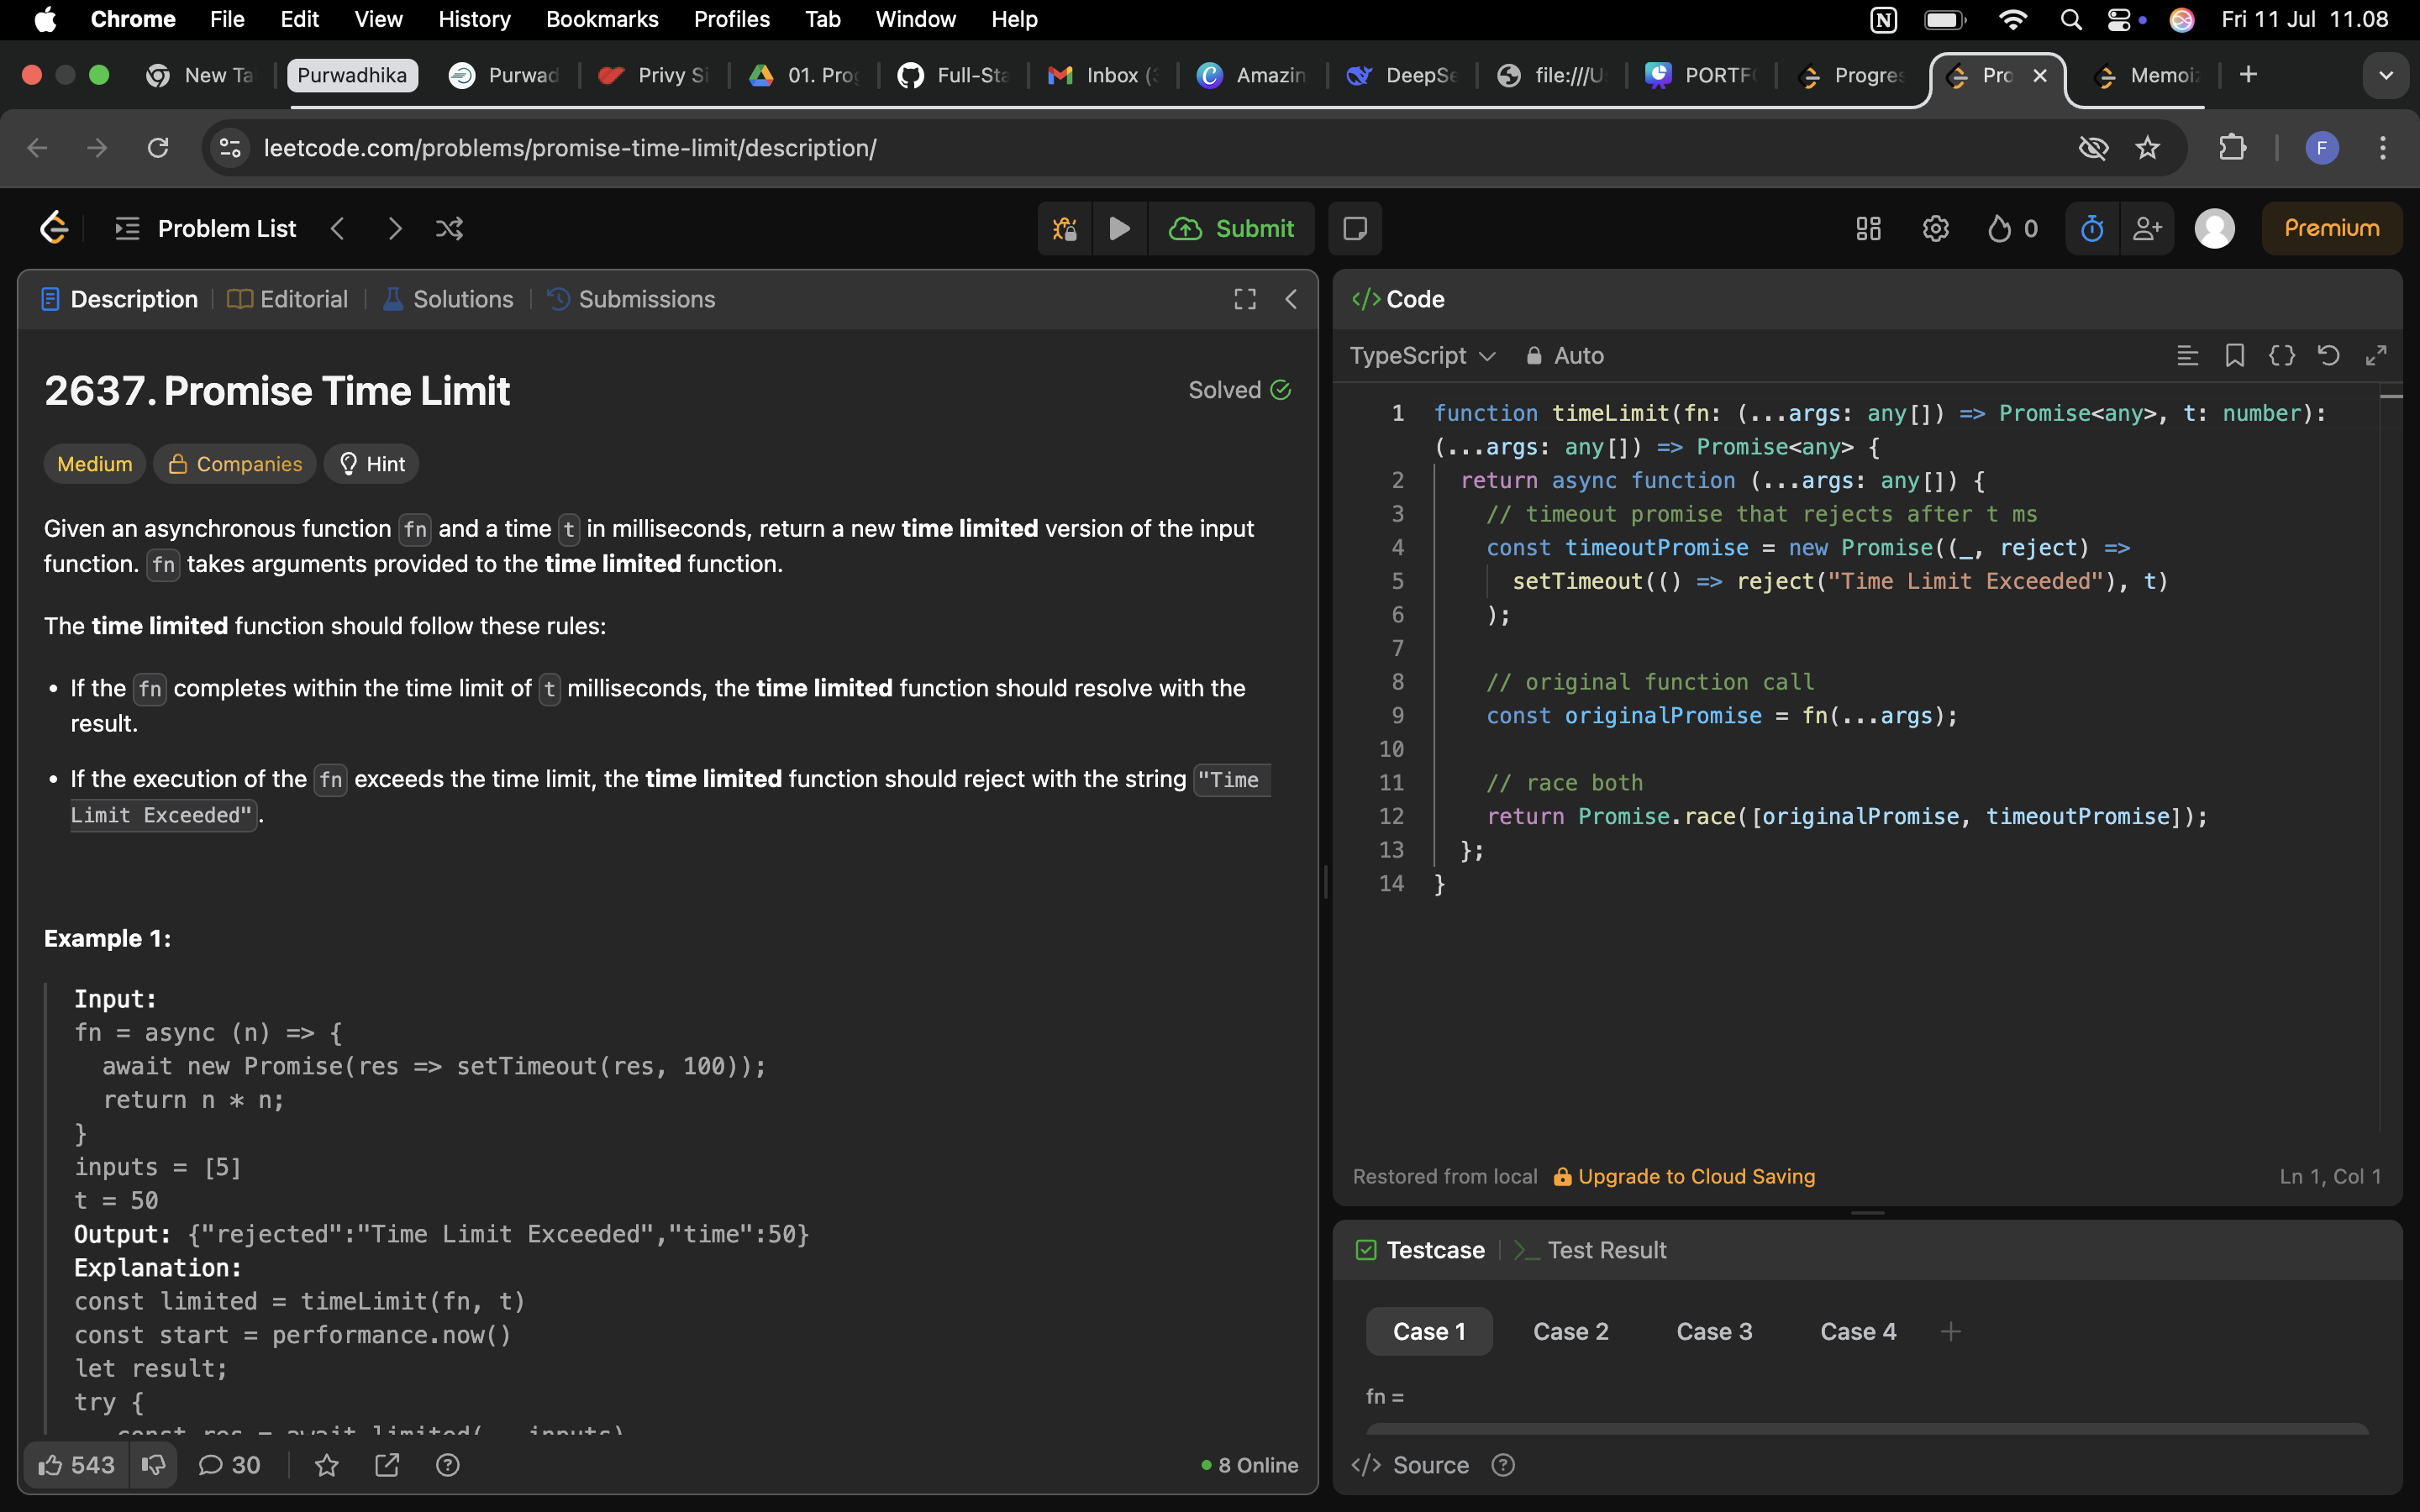 Chrome File Edit View History Bookmarks Profiles Tab Window Help Fri 11 Jul 11.08
New Ta Purwadhika Purwad Privy Si 01. Prog Full-Sta Inbox (3 Amazin DeepSe file:///U PORTF Progres Pro Memoiz
leetcode.com/problems/promise-time-limit/description/ F
Problem List Submit 0 Premium
Description Editorial Solutions Submissions
2637. Promise Time Limit
Solved
Medium Companies Hint
Given an asynchronous function fn and a time t in milliseconds, return a new time limited version of the input
function. fn takes arguments provided to the time limited function.
The time limited function should follow these rules:
• If the fn completes within the time limit of t milliseconds, the time limited function should resolve with the
result.
• If the execution of the fn exceeds the time limit, the time limited function should reject with the string "Time
Limit Exceeded".
Example 1:
Input:
fn = async (n) => {
  await new Promise(res => setTimeout(res, 100));
  return n * n;
}
inputs = [5]
t = 50
Output: {"rejected":"Time Limit Exceeded","time":50}
Explanation:
const limited = timeLimit(fn, t)
const start = performance.now()
let result;
try {
   const res = await limited(...inputs)
543 30 8 Online
</> Code
TypeScript Auto
1 function timeLimit(fn: (...args: any[]) => Promise<any>, t: number):
(...args: any[]) => Promise<any> {
2   return async function (...args: any[]) {
3     // timeout promise that rejects after t ms
4     const timeoutPromise = new Promise((_, reject) =>
5       setTimeout(() => reject("Time Limit Exceeded"), t)
6     );
7
8     // original function call
9     const originalPromise = fn(...args);
10
11     // race both
12     return Promise.race([originalPromise, timeoutPromise]);
13   };
14 }
Restored from local Upgrade to Cloud Saving Ln 1, Col 1
Testcase >_ Test Result
Case 1 Case 2 Case 3 Case 4 +
fn =
</> Source